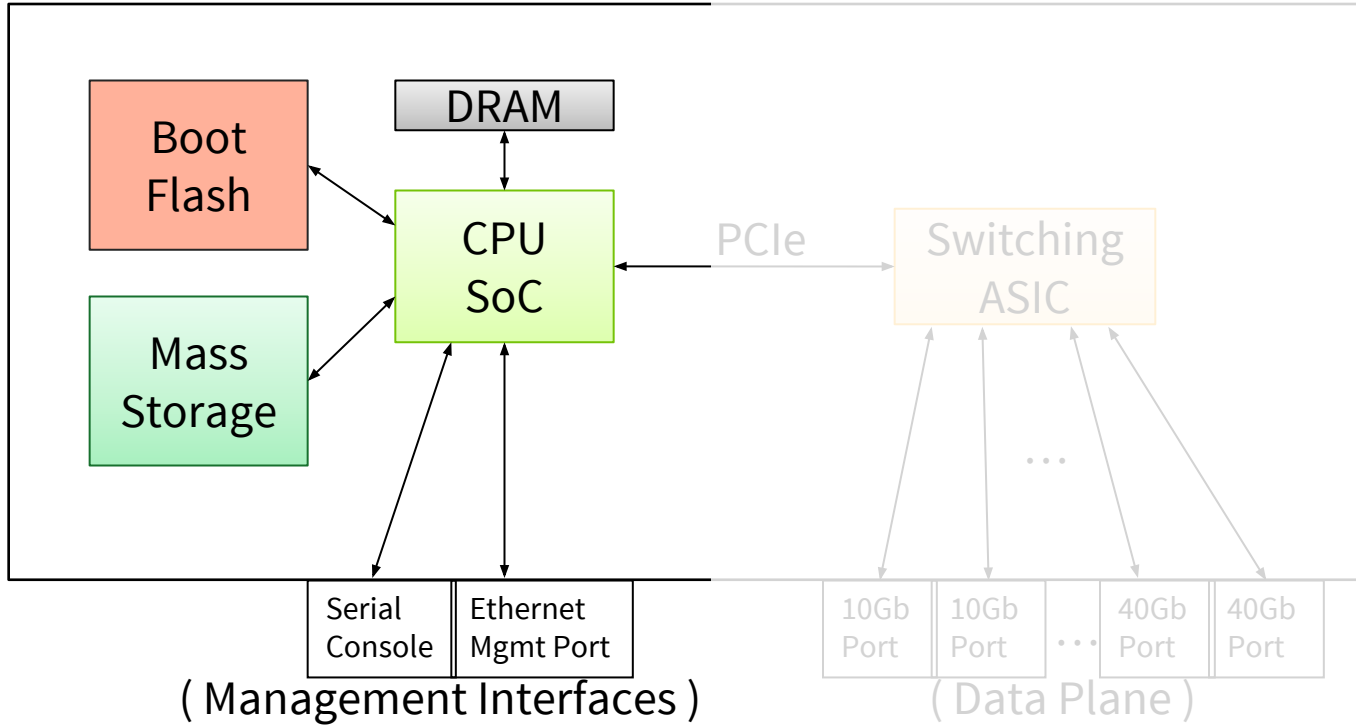 Boot
Flash
DRAM
CPU
SoC
PCIe
Switching
ASIC
Mass
Storage
...
Serial
Console
Ethernet
Mgmt Port
10Gb
Port
10Gb
Port
...
40Gb
Port
40Gb
Port
( Management Interfaces )
( Data Plane )